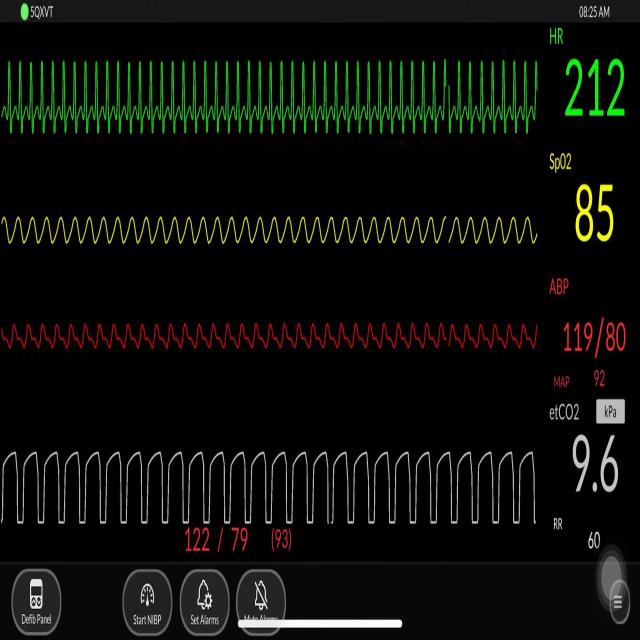 5QXVT
08:25 AM
HR
212
SpO2
85
ABP
119/80
MAP 92
etCO2 kPa
9.6
RR
60
122 / 79 (93)
Defib Panel
Start NIBP
Set Alarms
Mute Alarms